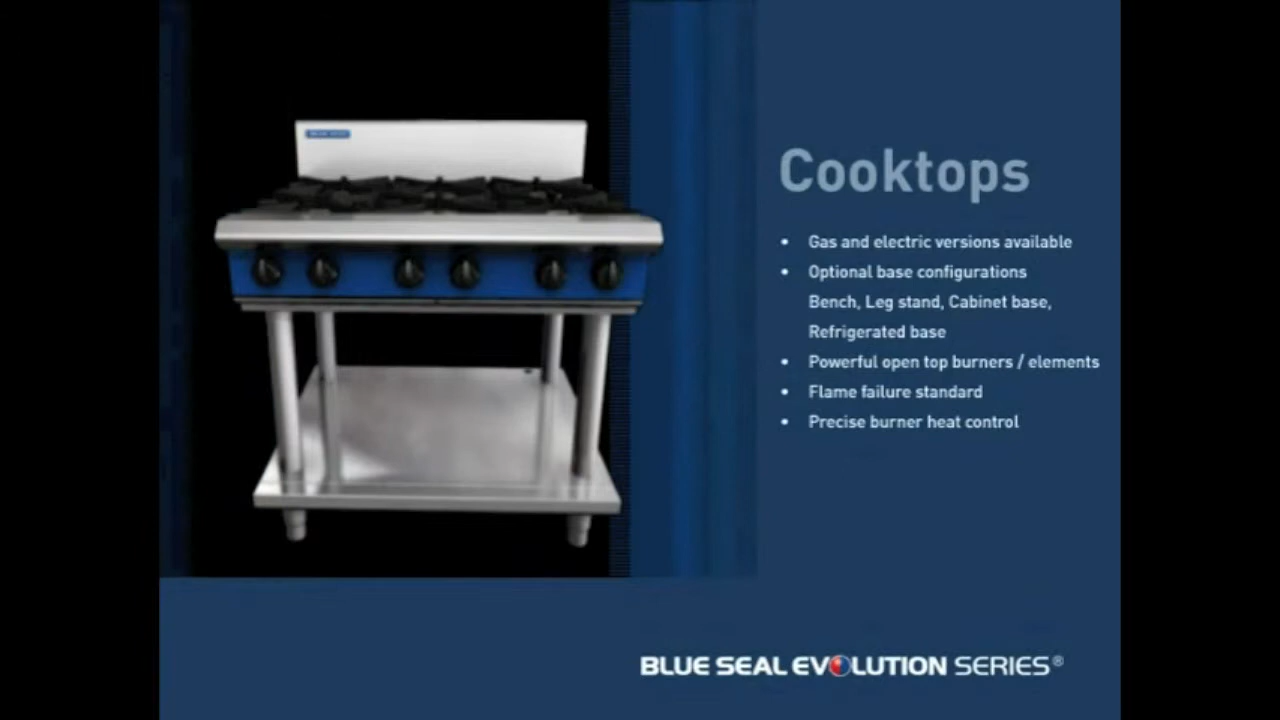 Cooktops
• Gas and electric versions available
• Optional base configurations
Bench, Leg stand, Cabinet base,
Refrigerated base
• Powerful open top burners / elements
• Flame failure standard
• Precise burner heat control
BLUE SEAL EVOLUTION SERIES®